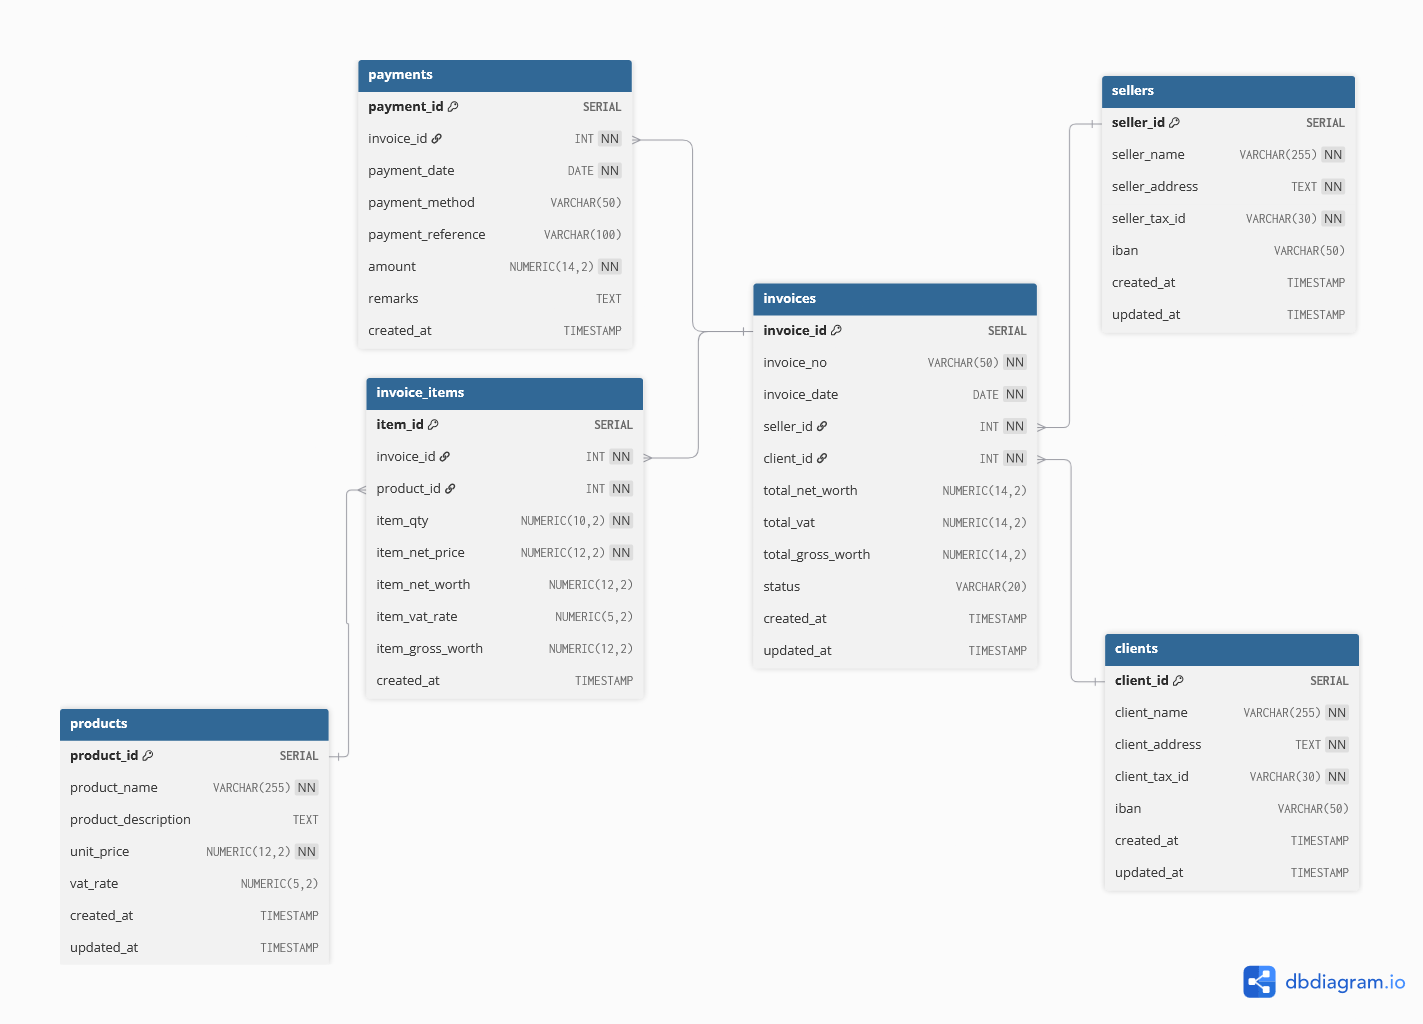 payments
payment_id SERIAL
invoice_id INT NN
payment_date DATE NN
payment_method VARCHAR(50)
payment_reference VARCHAR(100)
amount NUMERIC(14,2) NN
remarks TEXT
created_at TIMESTAMP
invoice_items
item_id SERIAL
invoice_id INT NN
product_id INT NN
item_qty NUMERIC(10,2) NN
item_net_price NUMERIC(12,2) NN
item_net_worth NUMERIC(12,2)
item_vat_rate NUMERIC(5,2)
item_gross_worth NUMERIC(12,2)
created_at TIMESTAMP
products
product_id SERIAL
product_name VARCHAR(255) NN
product_description TEXT
unit_price NUMERIC(12,2) NN
vat_rate NUMERIC(5,2)
created_at TIMESTAMP
updated_at TIMESTAMP
invoices
invoice_id SERIAL
invoice_no VARCHAR(50) NN
invoice_date DATE NN
seller_id INT NN
client_id INT NN
total_net_worth NUMERIC(14,2)
total_vat NUMERIC(14,2)
total_gross_worth NUMERIC(14,2)
status VARCHAR(20)
created_at TIMESTAMP
updated_at TIMESTAMP
sellers
seller_id SERIAL
seller_name VARCHAR(255) NN
seller_address TEXT NN
seller_tax_id VARCHAR(30) NN
iban VARCHAR(50)
created_at TIMESTAMP
updated_at TIMESTAMP
clients
client_id SERIAL
client_name VARCHAR(255) NN
client_address TEXT NN
client_tax_id VARCHAR(30) NN
iban VARCHAR(50)
created_at TIMESTAMP
updated_at TIMESTAMP
dbdiagram.io